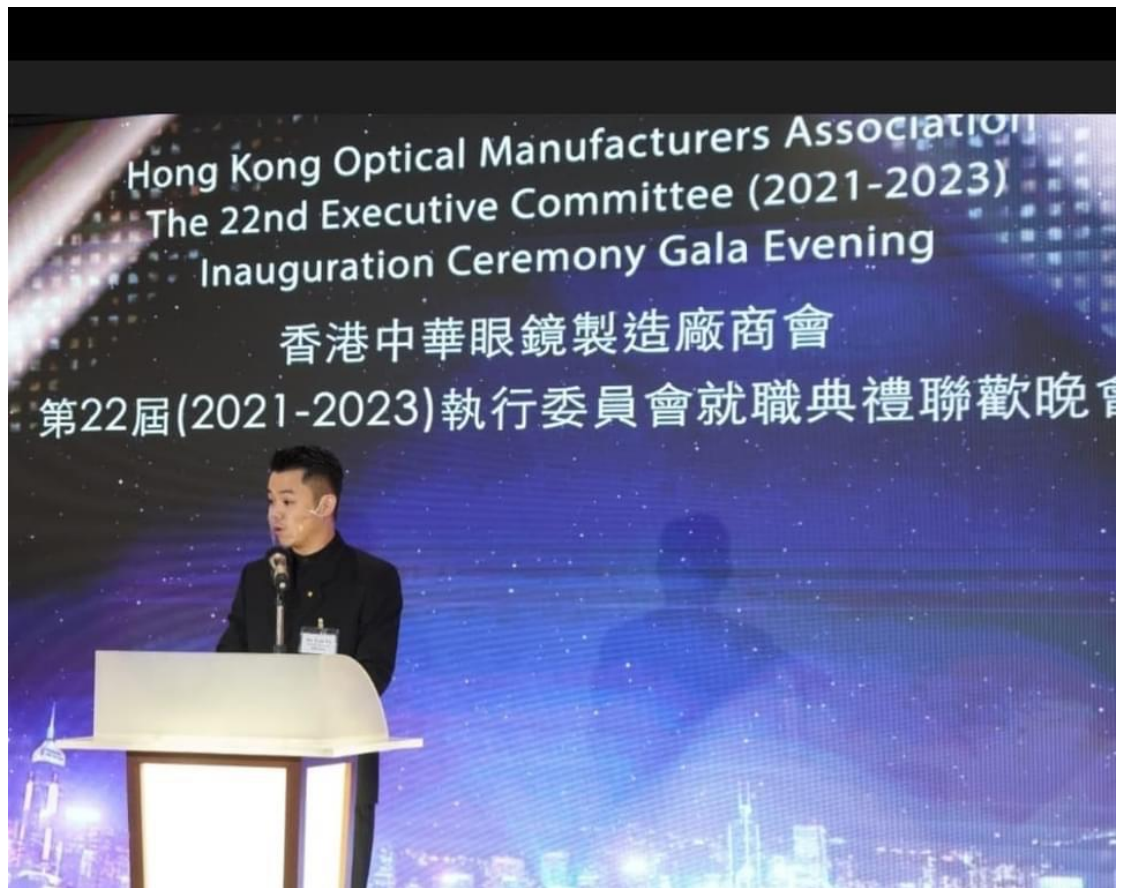 Hong Kong Optical Manufacturers Association
The 22nd Executive Committee (2021-2023)
Inauguration Ceremony Gala Evening
香港中華眼鏡製造廠商會
第22屆(2021-2023)執行委員會就職典禮聯歡晚會